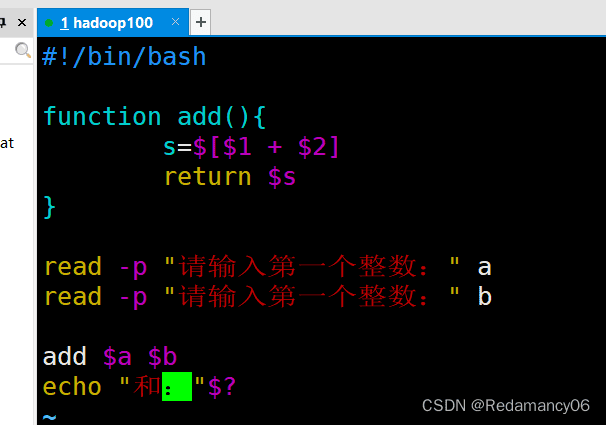 1 hadoop100
at
#!/bin/bash
function add(){
        s=$[$1 + $2]
        return $s
}
read -p "请输入第一个整数：" a
read -p "请输入第一个整数：" b
add $a $b
echo "和："$?
~
CSDN @Redamancy06